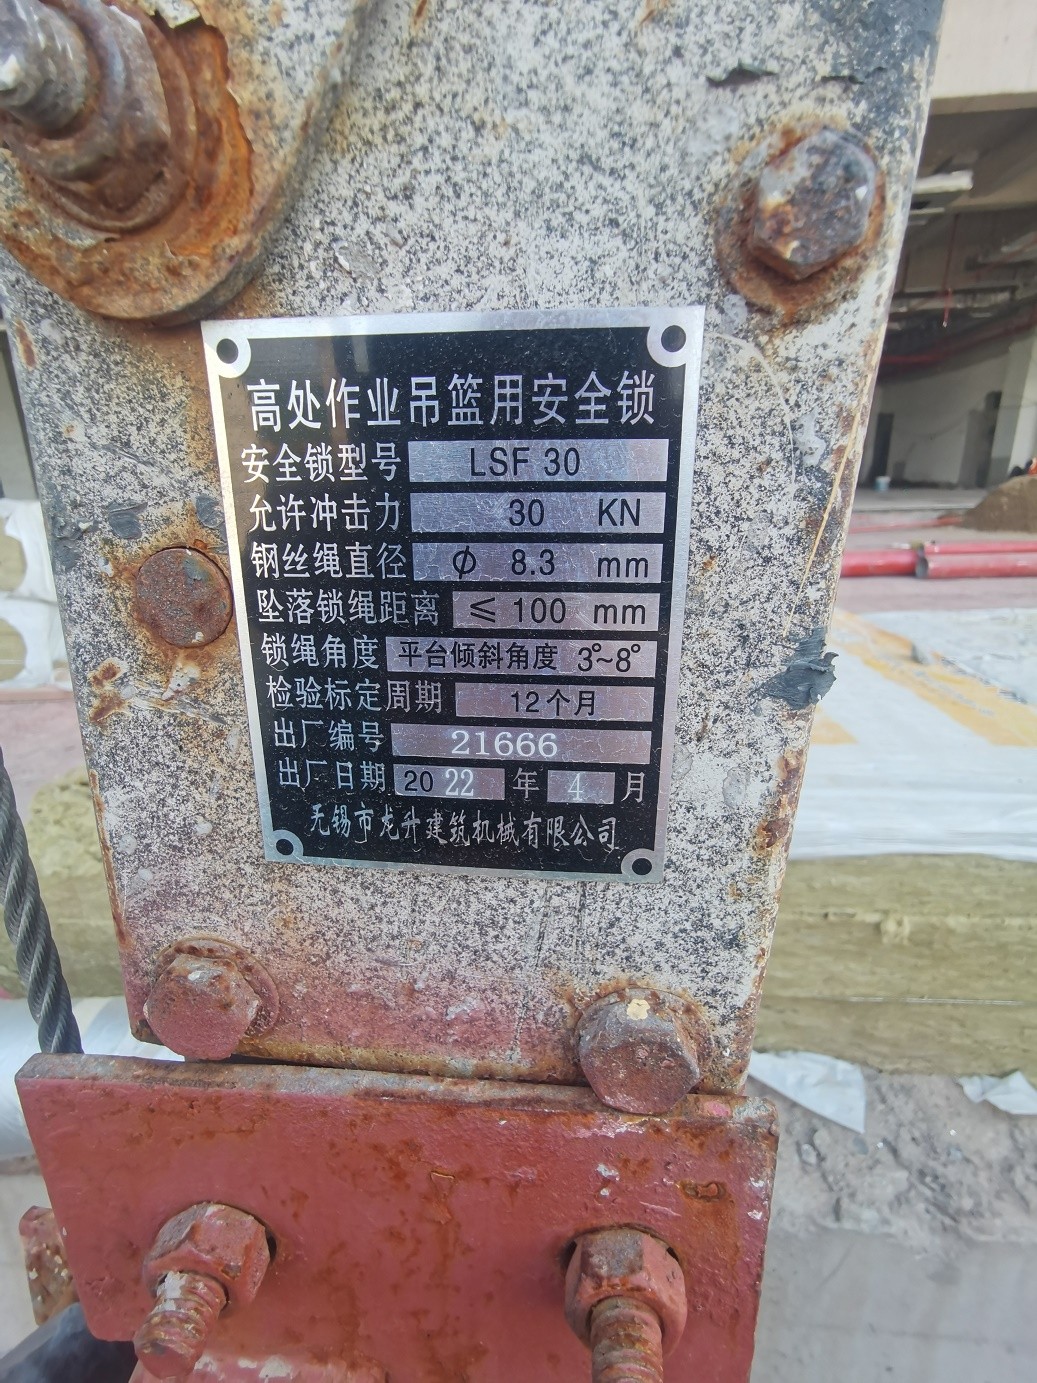 高处作业吊篮用安全锁
安全锁型号 LSF 30
允许冲击力 30 KN
钢丝绳直径 ϕ 8.3 mm
坠落锁绳距离 ≤ 100 mm
锁绳角度 平台倾斜角度 3°~8°
检验标定周期 12个月
出厂编号 21666
出厂日期 2022 年 4 月
无锡市龙升建筑机械有限公司